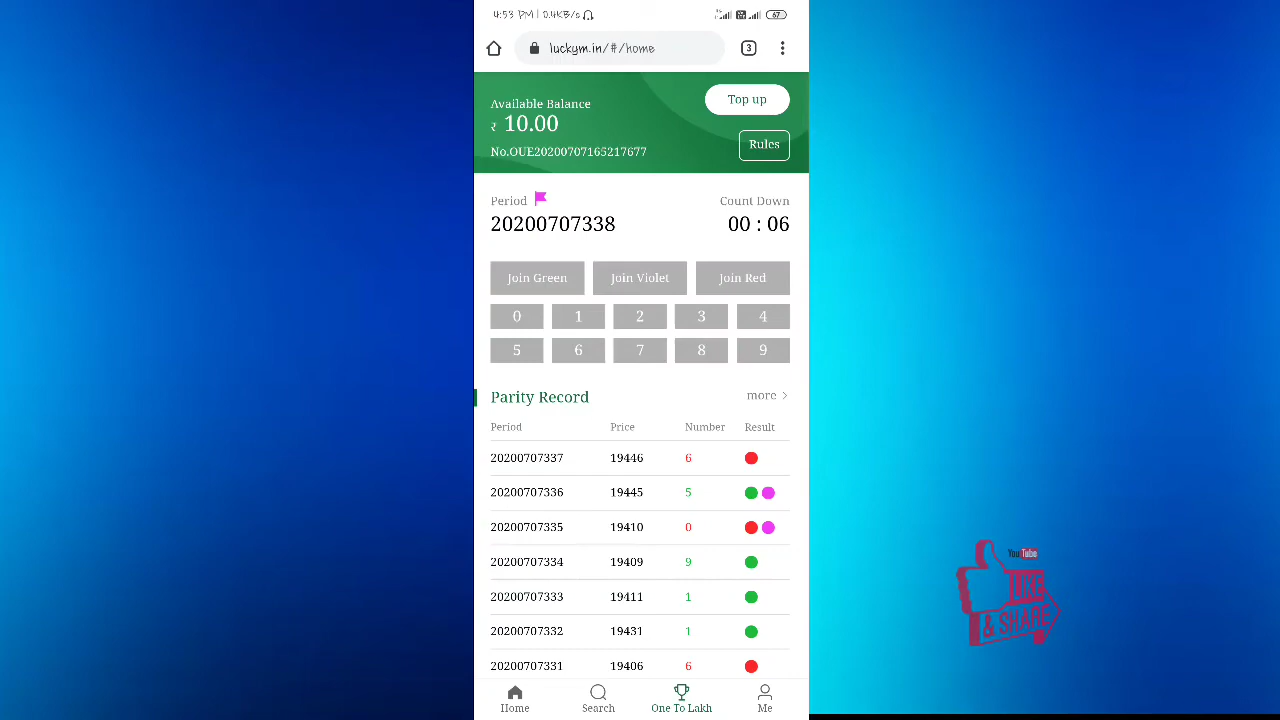 4:53 PM | 0.4KB/s
67
luckym.in/#/home
3
Available Balance
Top up
₹ 10.00
No.OUE20200707165217677
Rules
Period
Count Down
20200707338
00 : 06
Join Green Join Violet Join Red
0 1 2 3 4
5 6 7 8 9
Parity Record
more >
Period Price Number Result
20200707337 19446 6
20200707336 19445 5
20200707335 19410 0
20200707334 19409 9
20200707333 19411 1
20200707332 19431 1
20200707331 19406 6
Home Search One To Lakh Me
YouTube
LIKE
& SHARE